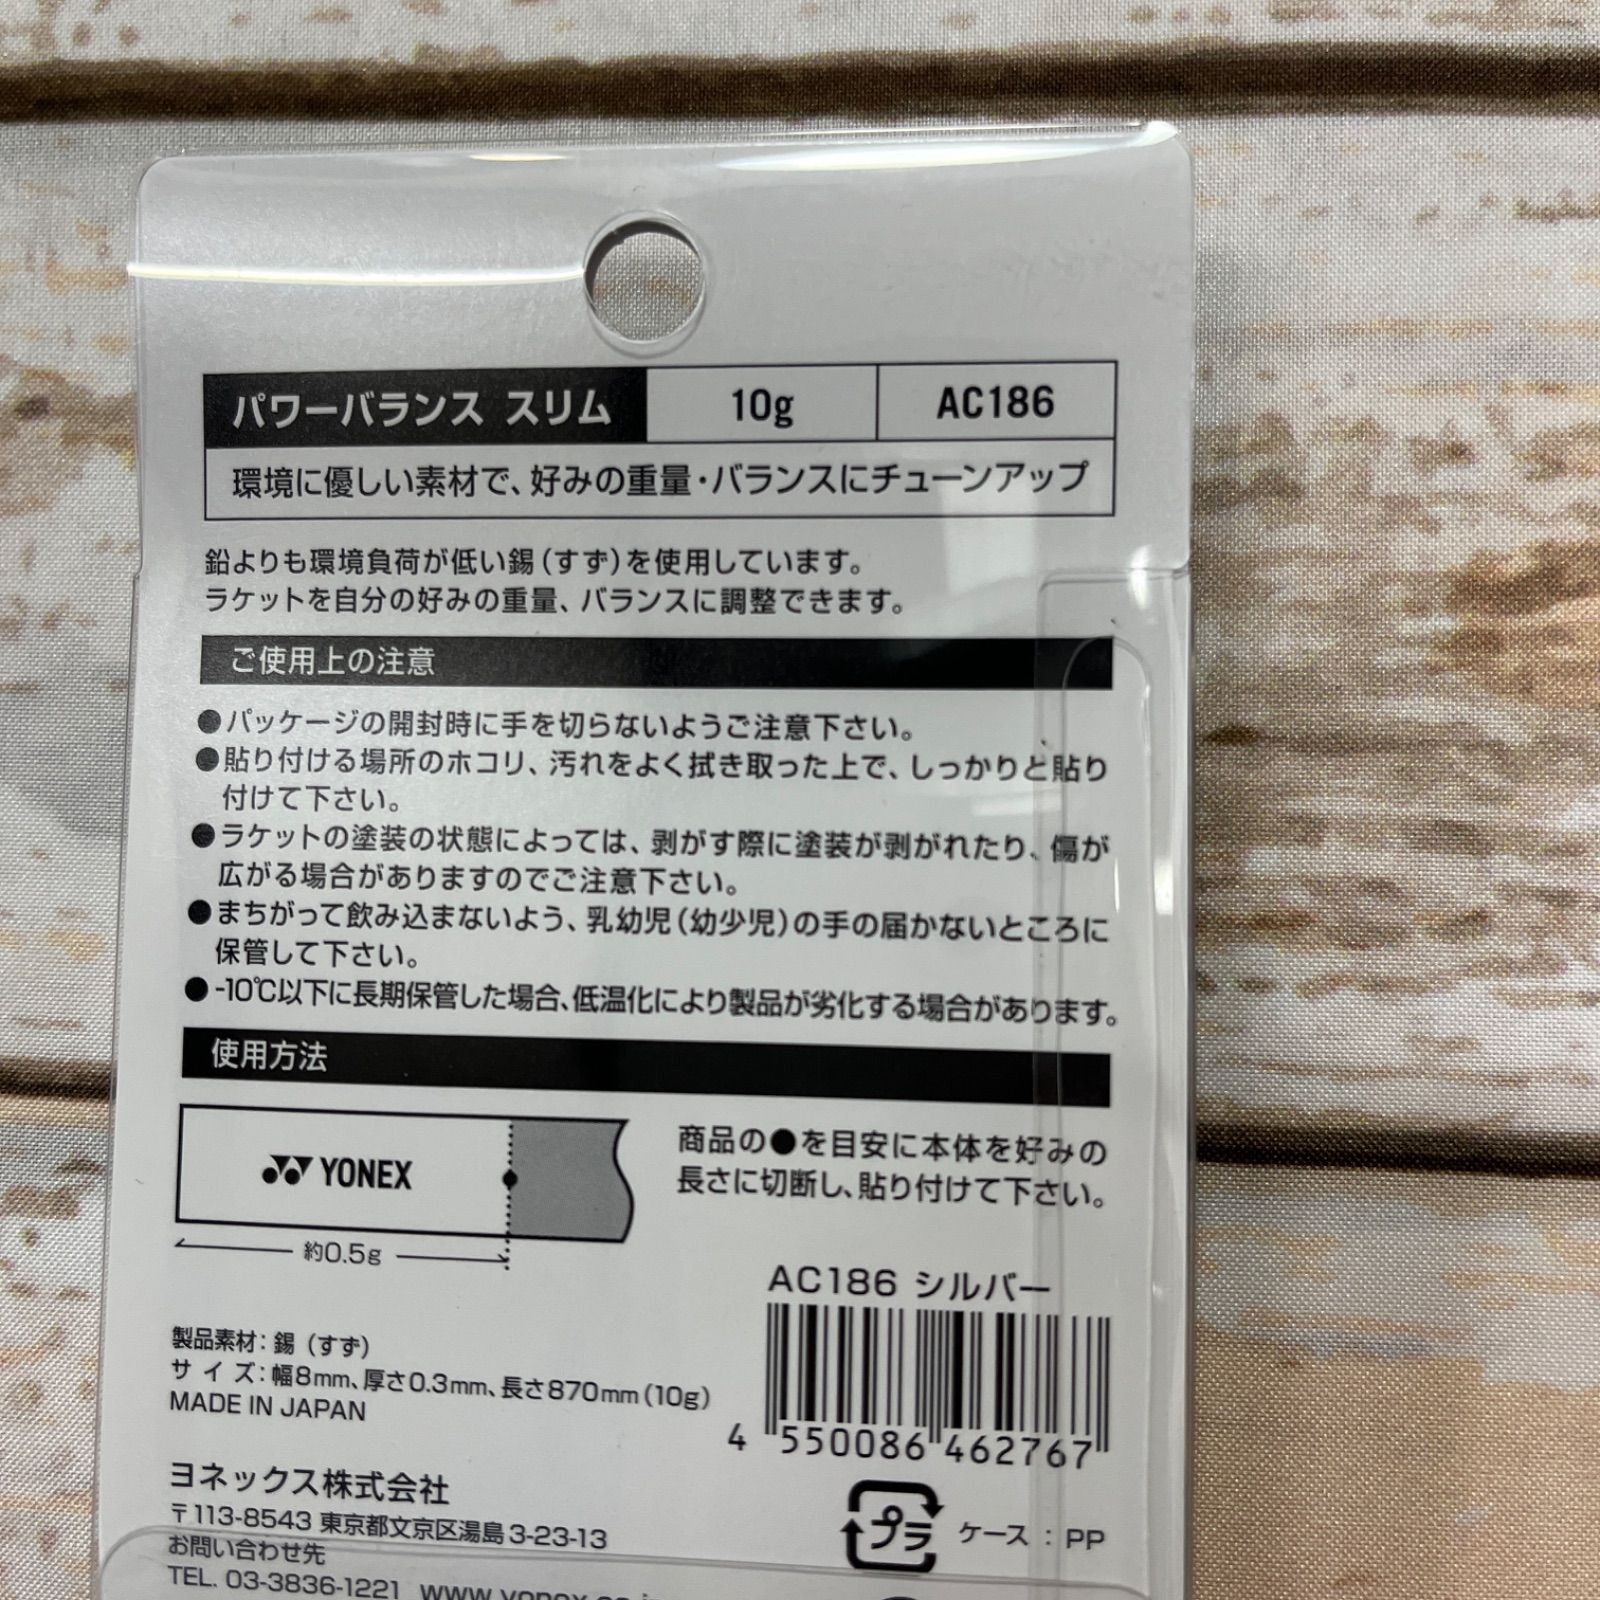 パワーバランス スリム 10g AC186
環境に優しい素材で、好みの重量・バランスにチューンアップ
鉛よりも環境負荷が低い錫(すず)を使用しています。
ラケットを自分の好みの重量、バランスに調整できます。
ご使用上の注意
●パッケージの開封時に手を切らないようご注意下さい。
●貼り付ける場所のホコリ、汚れをよく拭き取った上で、しっかりと貼り
付けて下さい。
●ラケットの塗装の状態によっては、剥がす際に塗装が剥がれたり、傷が
広がる場合がありますのでご注意下さい。
●まちがって飲み込まないよう、乳幼児(幼少児)の手の届かないところに
保管して下さい。
●-10℃以下に長期保管した場合、低温化により製品が劣化する場合があります。
使用方法
YONEX
約0.5g
商品の●を目安に本体を好みの
長さに切断し、貼り付けて下さい。
AC186 シルバー
4 550086 462767
製品素材:錫(すず)
サイズ:幅8mm、厚さ0.3mm、長さ870mm(10g)
MADE IN JAPAN
ヨネックス株式会社
〒113-8543 東京都文京区湯島3-23-13
お問い合わせ先
TEL. 03-3836-1221 www.yonex.co.j
プラ ケース:PP